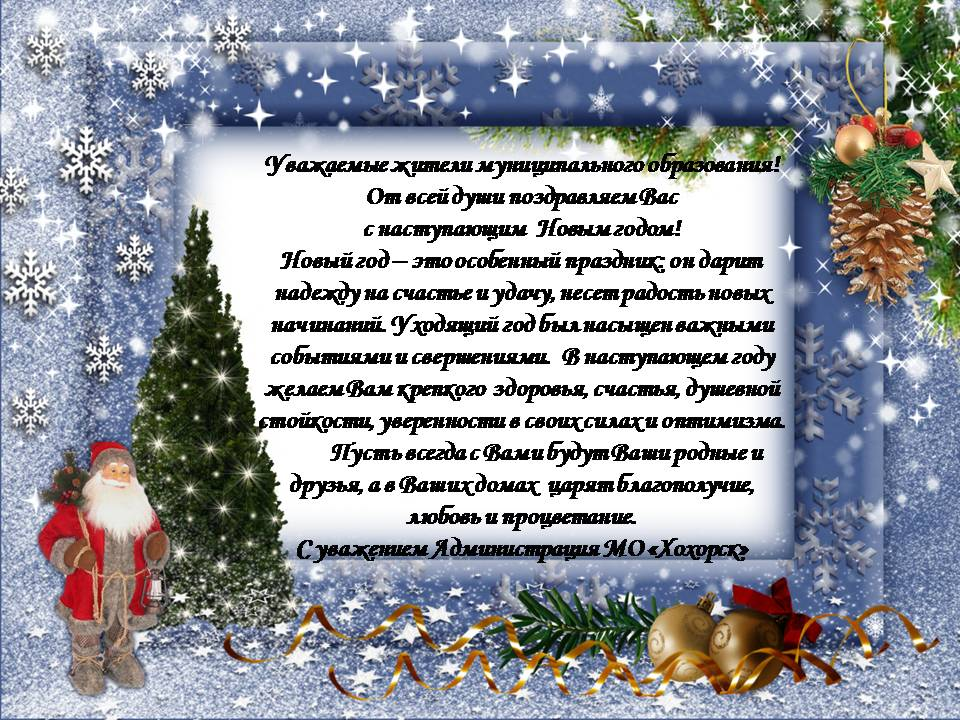 Уважаемые жители муниципального образования!
От всей души поздравляем Вас
с наступающим Новым годом!
Новый год – это особенный праздник: он дарит
надежду на счастье и удачу, несет радость новых
начинаний. Уходящий год был насыщен важными
событиями и свершениями. В наступающем году
желаем Вам крепкого здоровья, счастья, душевной
стойкости, уверенности в своих силах и оптимизма.
Пусть всегда с Вами будут Ваши родные и
друзья, а в Ваших домах царят благополучие,
любовь и процветание.
С уважением Администрация МО «Хохорск»